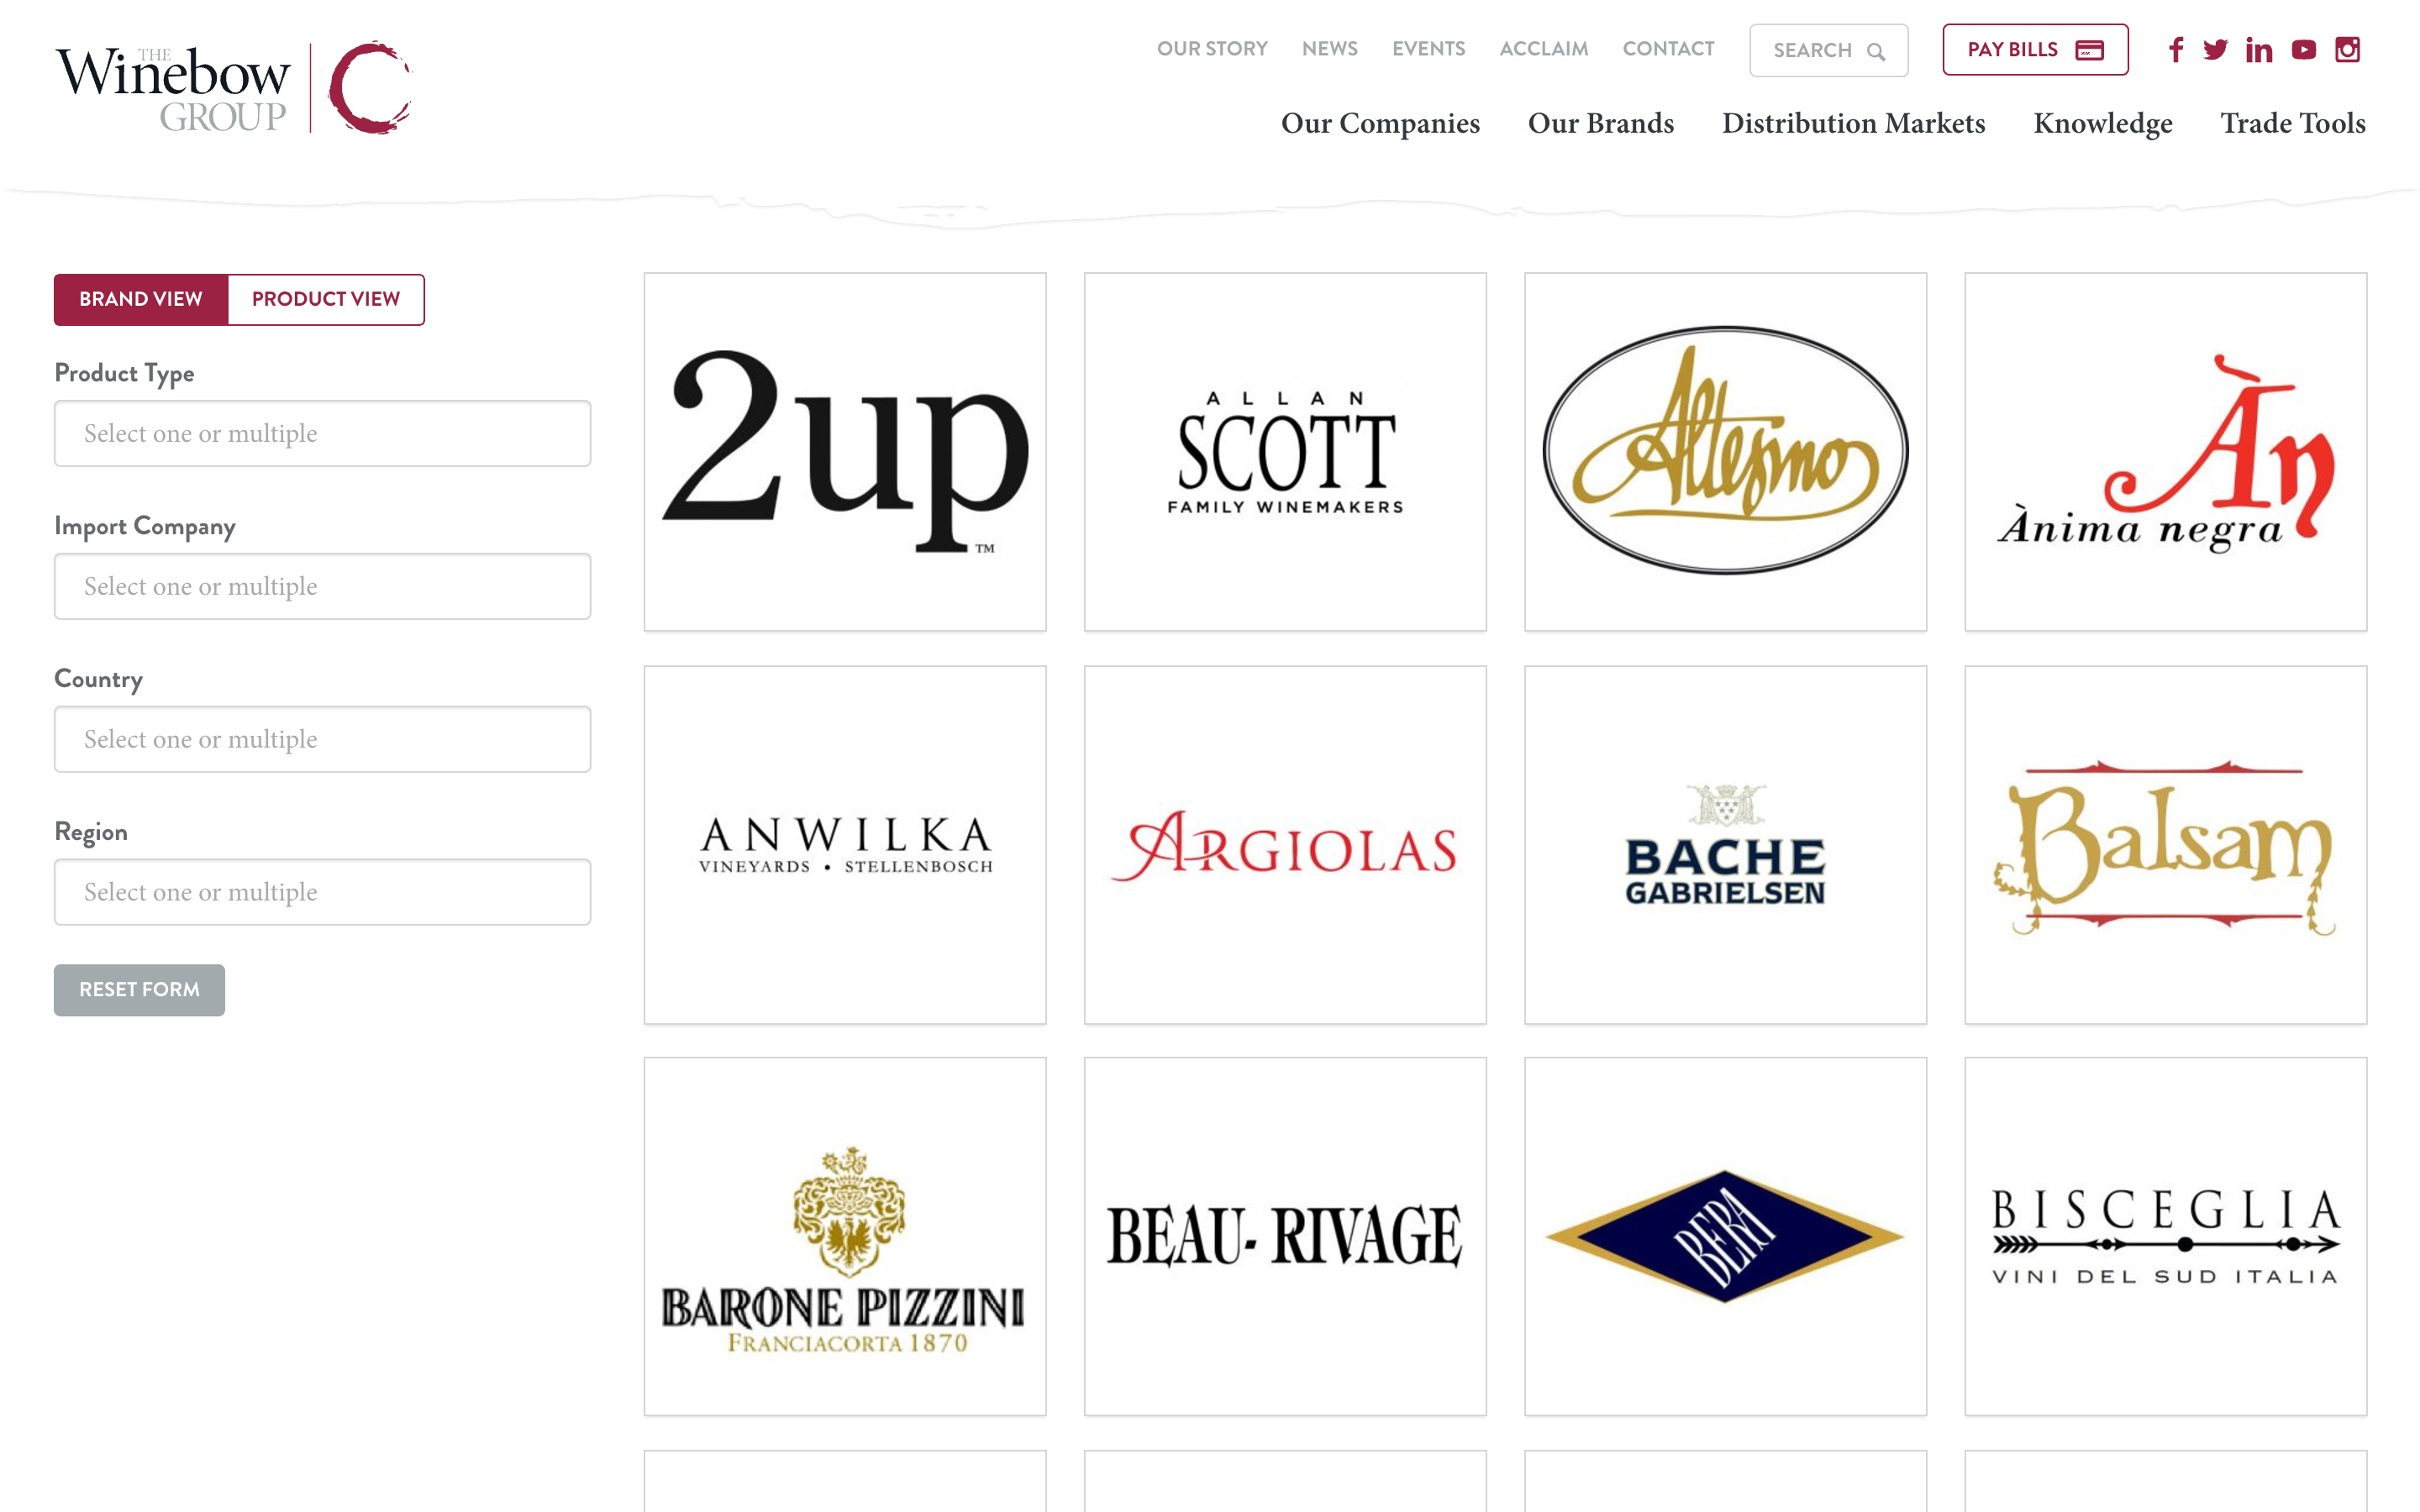 THE
Winebow
GROUP
OUR STORY NEWS EVENTS ACCLAIM CONTACT SEARCH PAY BILLS
Our Companies Our Brands Distribution Markets Knowledge Trade Tools
BRAND VIEW PRODUCT VIEW
Product Type
Select one or multiple
Import Company
Select one or multiple
Country
Select one or multiple
Region
Select one or multiple
RESET FORM
2up
TM
ALLAN
SCOTT
FAMILY WINEMAKERS
Altesino
Àn
Ànima negra
ANWILKA
VINEYARDS • STELLENBOSCH
ARGIOLAS
BACHE
GABRIELSEN
Balsam
BARONE PIZZINI
FRANCIACORTA 1870
BEAU- RIVAGE
BERA
BISCEGLIA
VINI DEL SUD ITALIA